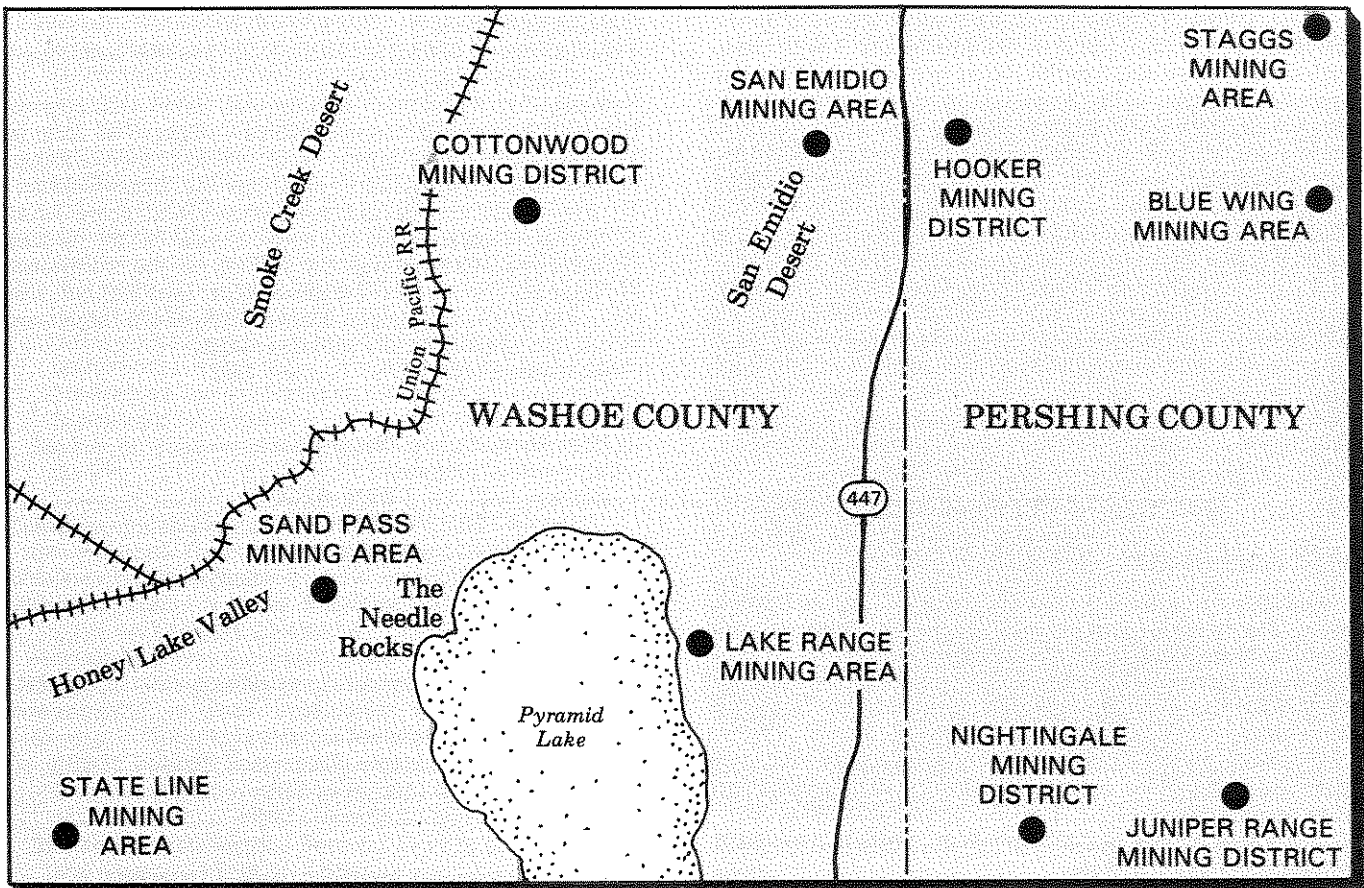 STAGGS
MINING
AREA
SAN EMIDIO
MINING AREA
Smoke Creek Desert
COTTONWOOD
MINING DISTRICT
HOOKER
MINING
DISTRICT
BLUE WING
MINING AREA
San Emidio
Desert
Union Pacific RR
WASHOE COUNTY
PERSHING COUNTY
447
SAND PASS
MINING AREA
The
Needle
Rocks
Honey Lake Valley
LAKE RANGE
MINING AREA
Pyramid
Lake
NIGHTINGALE
MINING
DISTRICT
STATE LINE
MINING
AREA
JUNIPER RANGE
MINING DISTRICT